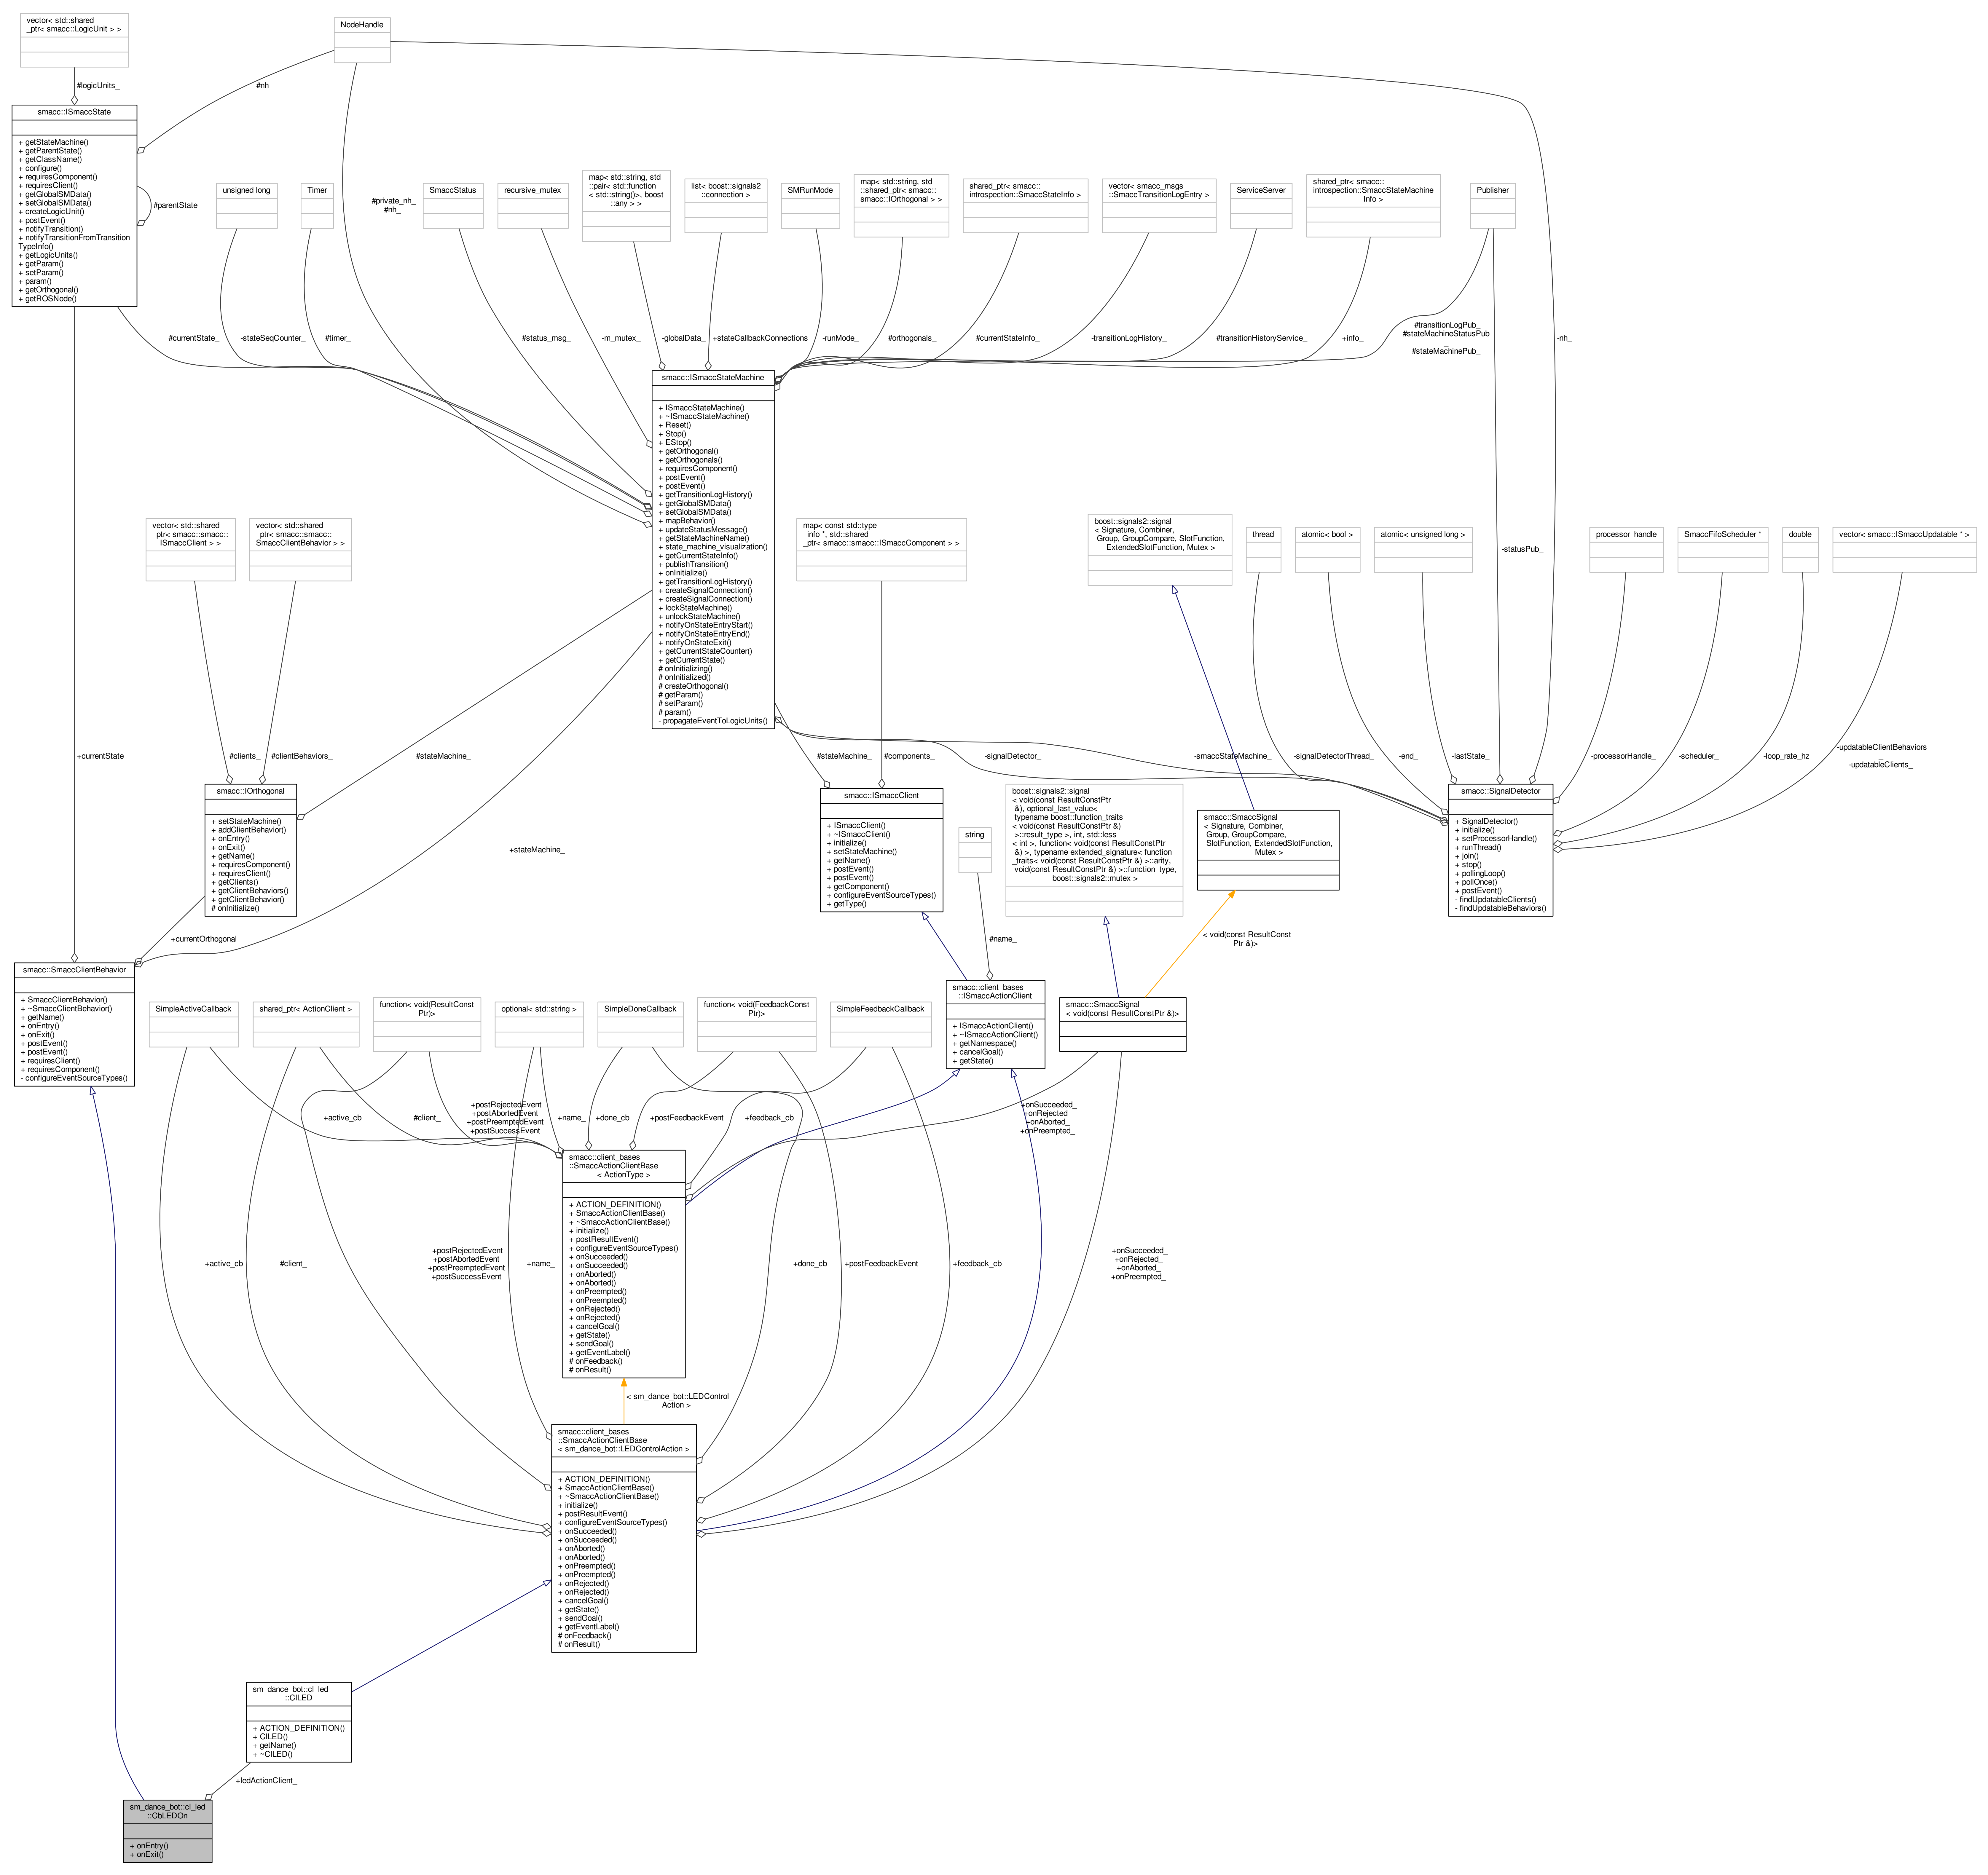 vector< std::shared
_ptr< smacc::LogicUnit > >
NodeHandle
#logicUnits_
#nh
smacc::ISmaccState
+ getStateMachine()
+ getParentState()
+ getClassName()
+ configure()
+ requiresComponent()
+ requiresClient()
+ getGlobalSMData()
+ setGlobalSMData()
+ createLogicUnit()
+ postEvent()
+ notifyTransition()
+ notifyTransitionFromTransition
TypeInfo()
+ getLogicUnits()
+ getParam()
+ setParam()
+ param()
+ getOrthogonal()
+ getROSNode()
#parentState_
unsigned long
Timer
#private_nh_
#nh_
SmaccStatus
recursive_mutex
map< std::string, std
::pair< std::function
< std::string()>, boost
::any > >
list< boost::signals2
::connection >
SMRunMode
map< std::string, std
::shared_ptr< smacc::
smacc::IOrthogonal > >
shared_ptr< smacc::
introspection::SmaccStateInfo >
vector< smacc_msgs
::SmaccTransitionLogEntry >
ServiceServer
shared_ptr< smacc::
introspection::SmaccStateMachine
Info >
Publisher
#currentState_
-stateSeqCounter_
#timer_
#status_msg_
-m_mutex_
-globalData_
+stateCallbackConnections
-runMode_
#orthogonals_
#currentStateInfo_
-transitionLogHistory_
#transitionHistoryService_
+info_
#transitionLogPub_
#stateMachineStatusPub
_
#stateMachinePub_
-nh_
smacc::ISmaccStateMachine
+ ISmaccStateMachine()
+ ~ISmaccStateMachine()
+ Reset()
+ Stop()
+ EStop()
+ getOrthogonal()
+ getOrthogonals()
+ requiresComponent()
+ postEvent()
+ postEvent()
+ getTransitionLogHistory()
+ getGlobalSMData()
+ setGlobalSMData()
+ mapBehavior()
+ updateStatusMessage()
+ getStateMachineName()
+ state_machine_visualization()
+ getCurrentStateInfo()
+ publishTransition()
+ onInitialize()
+ getTransitionLogHistory()
+ createSignalConnection()
+ createSignalConnection()
+ lockStateMachine()
+ unlockStateMachine()
+ notifyOnStateEntryStart()
+ notifyOnStateEntryEnd()
+ notifyOnStateExit()
+ getCurrentStateCounter()
+ getCurrentState()
# onInitializing()
# onInitialized()
# createOrthogonal()
# getParam()
# setParam()
# param()
- propagateEventToLogicUnits()
vector< std::shared
_ptr< smacc::smacc::
ISmaccClient > >
vector< std::shared
_ptr< smacc::smacc::
SmaccClientBehavior > >
map< const std::type
_info *, std::shared
_ptr< smacc::smacc::ISmaccComponent > >
boost::signals2::signal
< Signature, Combiner,
Group, GroupCompare, SlotFunction,
ExtendedSlotFunction, Mutex >
thread
atomic< bool >
atomic< unsigned long >
-statusPub_
processor_handle
SmaccFifoScheduler *
double
vector< smacc::ISmaccUpdatable * >
+currentState
#clients_
#clientBehaviors_
#stateMachine_
#stateMachine_
#components_
-signalDetector_
-smaccStateMachine_
-signalDetectorThread_
-end_
-lastState_
-processorHandle_
-scheduler_
-loop_rate_hz
-updatableClientBehaviors
_
-updatableClients_
smacc::IOrthogonal
+ setStateMachine()
+ addClientBehavior()
+ onEntry()
+ onExit()
+ getName()
+ requiresComponent()
+ requiresClient()
+ getClients()
+ getClientBehaviors()
+ getClientBehavior()
# onInitialize()
+stateMachine_
smacc::ISmaccClient
+ ISmaccClient()
+ ~ISmaccClient()
+ initialize()
+ setStateMachine()
+ getName()
+ postEvent()
+ postEvent()
+ getComponent()
+ configureEventSourceTypes()
+ getType()
string
boost::signals2::signal
< void(const ResultConstPtr
&), optional_last_value<
typename boost::function_traits
< void(const ResultConstPtr &)
>::result_type >, int, std::less
< int >, function< void(const ResultConstPtr
&) >, typename extended_signature< function
_traits< void(const ResultConstPtr &) >::arity,
void(const ResultConstPtr &) >::function_type,
boost::signals2::mutex >
smacc::SmaccSignal
< Signature, Combiner,
Group, GroupCompare,
SlotFunction, ExtendedSlotFunction,
Mutex >
smacc::SignalDetector
+ SignalDetector()
+ initialize()
+ setProcessorHandle()
+ runThread()
+ join()
+ stop()
+ pollingLoop()
+ pollOnce()
+ postEvent()
- findUpdatableClients()
- findUpdatableBehaviors()
+currentOrthogonal
#name_
< void(const ResultConst
Ptr &)>
smacc::SmaccClientBehavior
+ SmaccClientBehavior()
+ ~SmaccClientBehavior()
+ getName()
+ onEntry()
+ onExit()
+ postEvent()
+ postEvent()
+ requiresClient()
+ requiresComponent()
- configureEventSourceTypes()
SimpleActiveCallback
shared_ptr< ActionClient >
function< void(ResultConst
Ptr)>
optional< std::string >
SimpleDoneCallback
function< void(FeedbackConst
Ptr)>
SimpleFeedbackCallback
smacc::client_bases
::ISmaccActionClient
+ ISmaccActionClient()
+ ~ISmaccActionClient()
+ getNamespace()
+ cancelGoal()
+ getState()
smacc::SmaccSignal
< void(const ResultConstPtr &)>
+active_cb
#client_
+postRejectedEvent
+postAbortedEvent
+postPreemptedEvent
+postSuccessEvent
+name_
+done_cb
+postFeedbackEvent
+feedback_cb
+onSucceeded_
+onRejected_
+onAborted_
+onPreempted_
smacc::client_bases
::SmaccActionClientBase
< ActionType >
+ ACTION_DEFINITION()
+ SmaccActionClientBase()
+ ~SmaccActionClientBase()
+ initialize()
+ postResultEvent()
+ configureEventSourceTypes()
+ onSucceeded()
+ onSucceeded()
+ onAborted()
+ onAborted()
+ onPreempted()
+ onPreempted()
+ onRejected()
+ onRejected()
+ cancelGoal()
+ getState()
+ sendGoal()
+ getEventLabel()
# onFeedback()
# onResult()
+active_cb
#client_
+postRejectedEvent
+postAbortedEvent
+postPreemptedEvent
+postSuccessEvent
+name_
+done_cb
+postFeedbackEvent
+feedback_cb
+onSucceeded_
+onRejected_
+onAborted_
+onPreempted_
< sm_dance_bot::LEDControl
Action >
smacc::client_bases
::SmaccActionClientBase
< sm_dance_bot::LEDControlAction >
+ ACTION_DEFINITION()
+ SmaccActionClientBase()
+ ~SmaccActionClientBase()
+ initialize()
+ postResultEvent()
+ configureEventSourceTypes()
+ onSucceeded()
+ onSucceeded()
+ onAborted()
+ onAborted()
+ onPreempted()
+ onPreempted()
+ onRejected()
+ onRejected()
+ cancelGoal()
+ getState()
+ sendGoal()
+ getEventLabel()
# onFeedback()
# onResult()
sm_dance_bot::cl_led
::ClLED
+ ACTION_DEFINITION()
+ ClLED()
+ getName()
+ ~ClLED()
+ledActionClient_
sm_dance_bot::cl_led
::CbLEDOn
+ onEntry()
+ onExit()